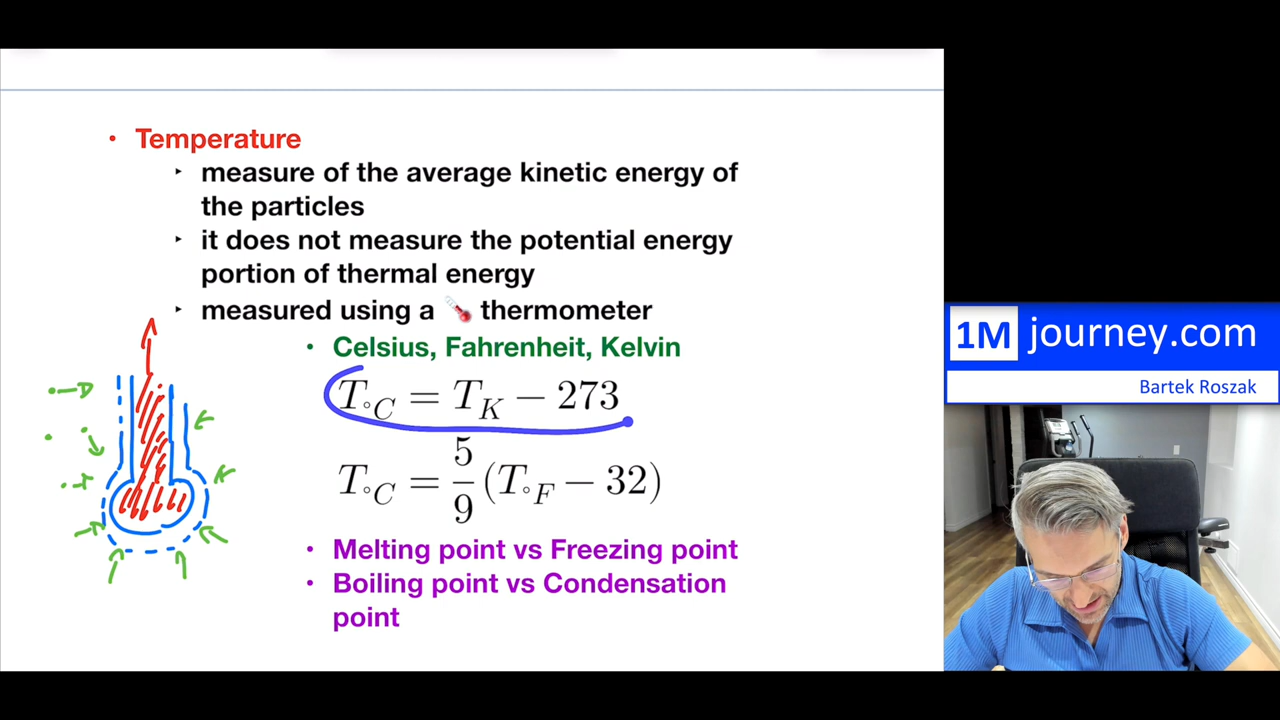 • Temperature
‣ measure of the average kinetic energy of
the particles
‣ it does not measure the potential energy
portion of thermal energy
‣ measured using a 🌡 thermometer
• Celsius, Fahrenheit, Kelvin
T°C = TK − 273
T°C = 5/9 (T°F − 32)
• Melting point vs Freezing point
• Boiling point vs Condensation
point
1M journey.com
Bartek Roszak